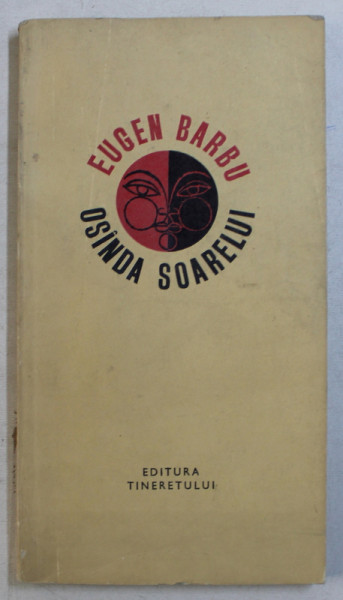 EUGEN BARBU
OSÎNDA SOARELUI
EDITURA
TINERETULUI